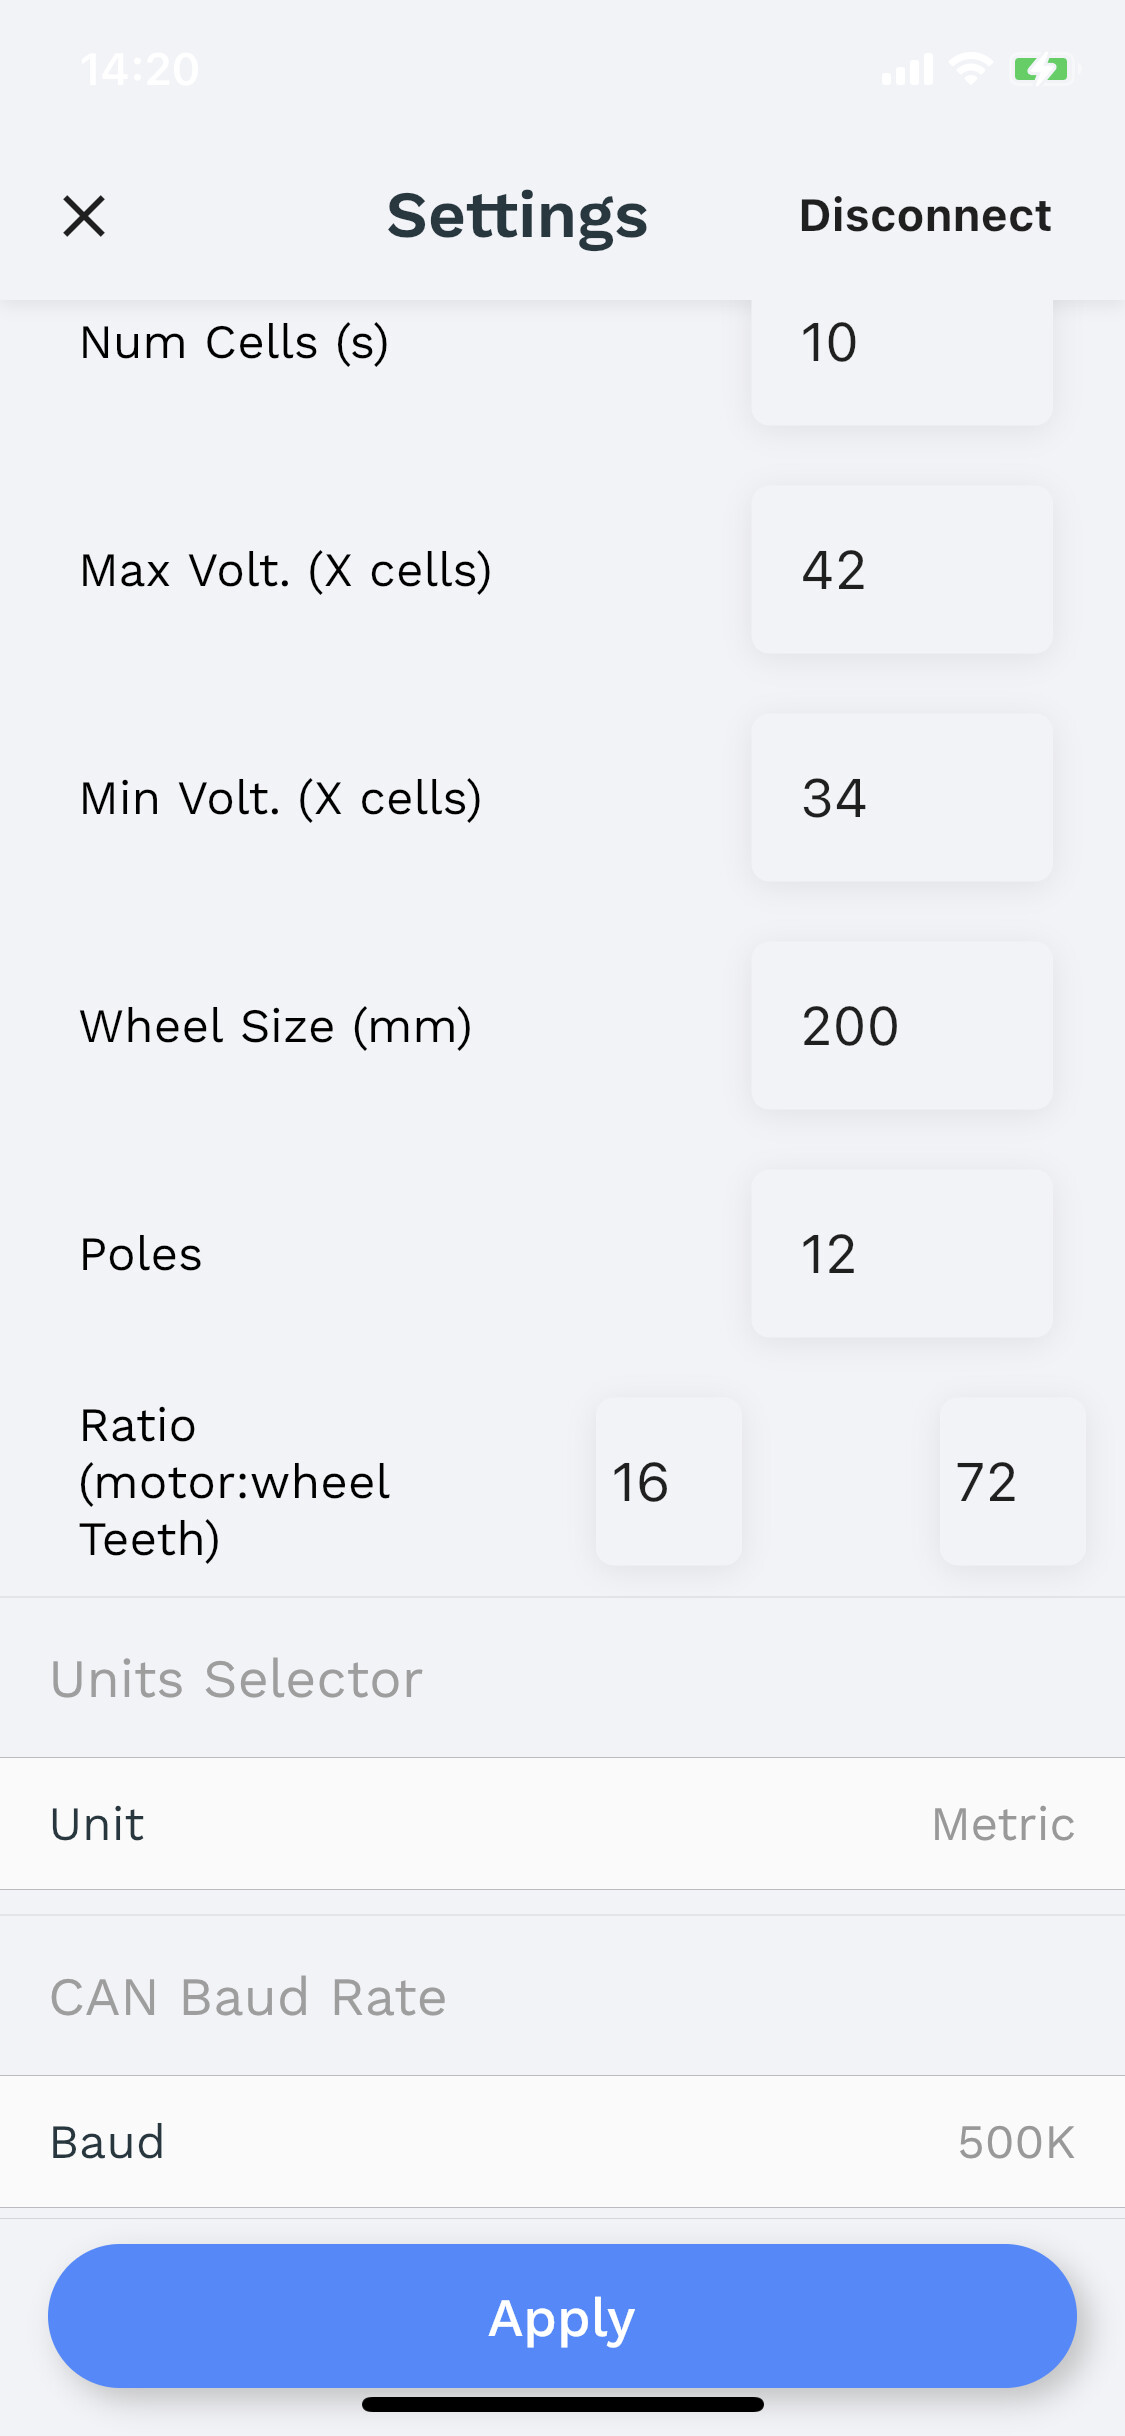 14:20
Settings
Disconnect
Num Cells (s)
10
Max Volt. (X cells)
42
Min Volt. (X cells)
34
Wheel Size (mm)
200
Poles
12
Ratio
(motor:wheel
Teeth)
16
72
Units Selector
Unit
Metric
CAN Baud Rate
Baud
500K
Apply